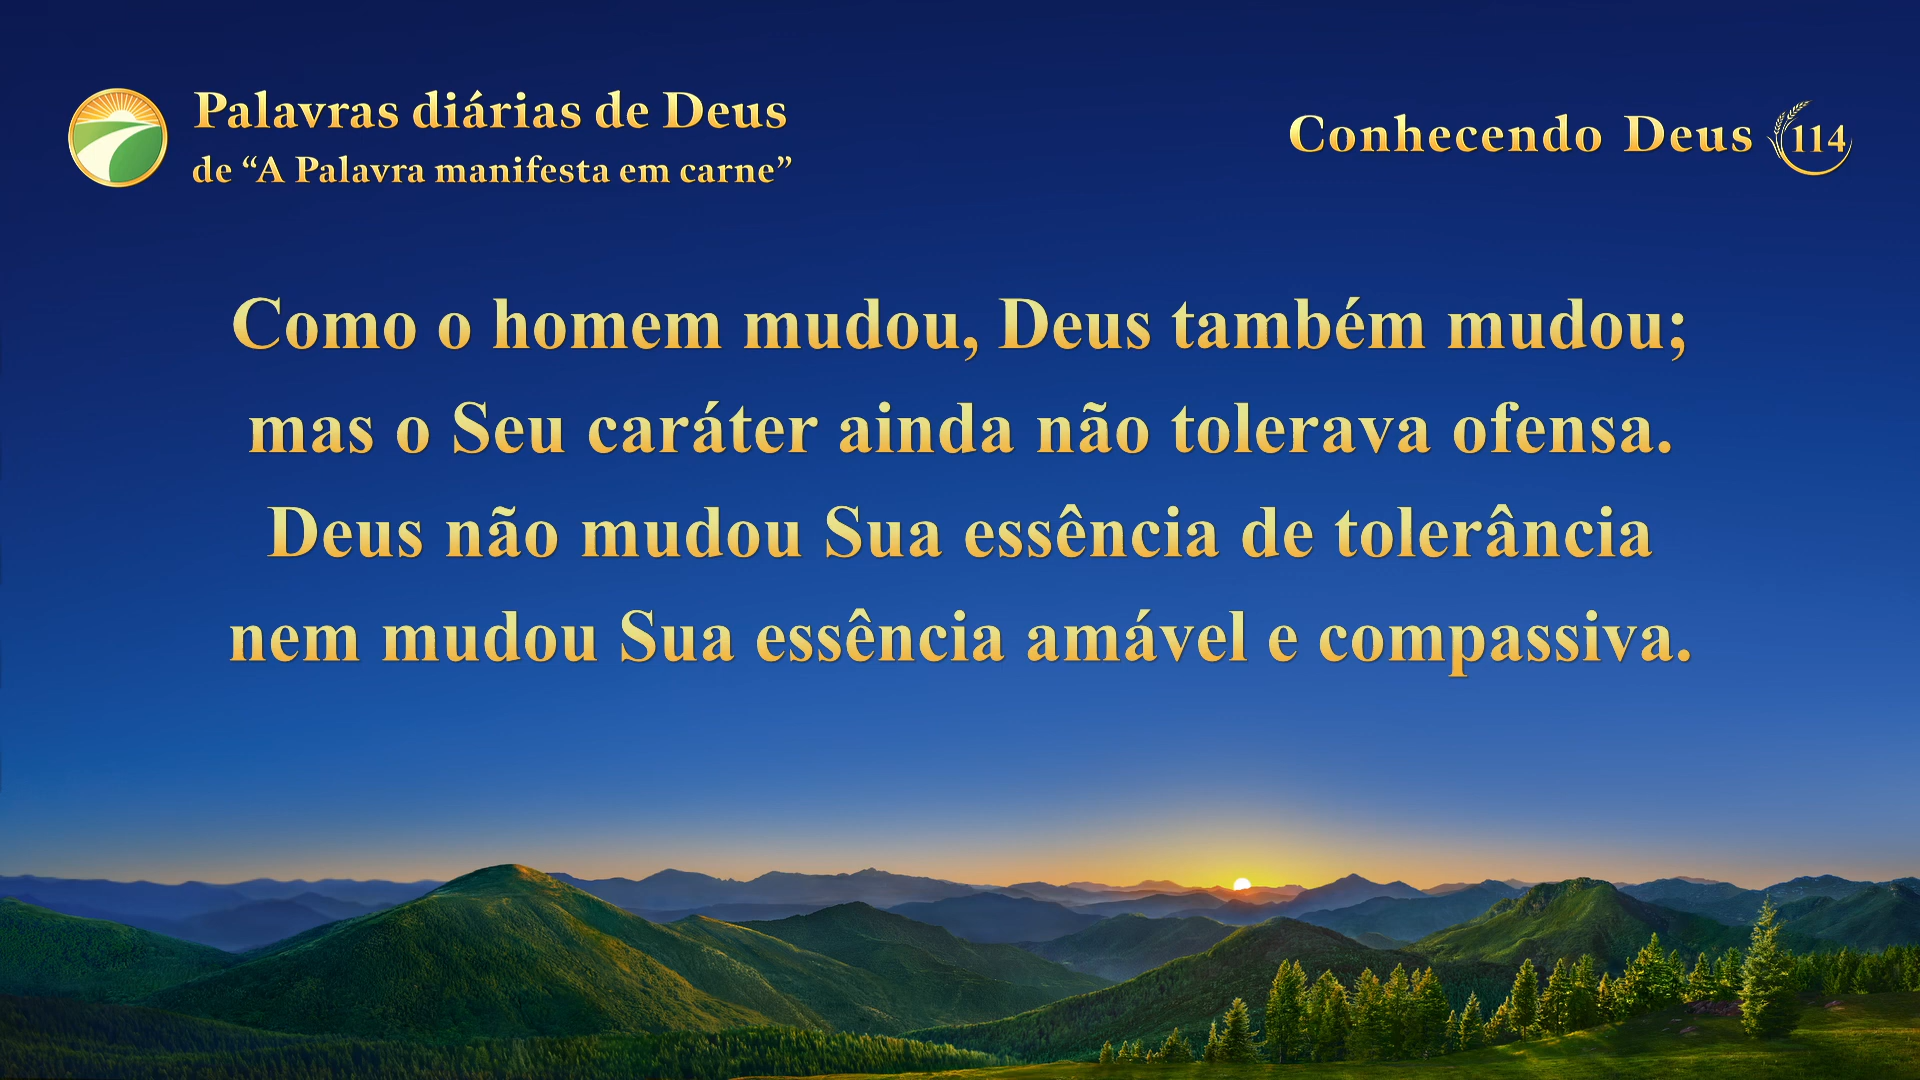 Palavras diárias de Deus
de “A Palavra manifesta em carne”
Conhecendo Deus 114
Como o homem mudou, Deus também mudou;
mas o Seu caráter ainda não tolerava ofensa.
Deus não mudou Sua essência de tolerância
nem mudou Sua essência amável e compassiva.